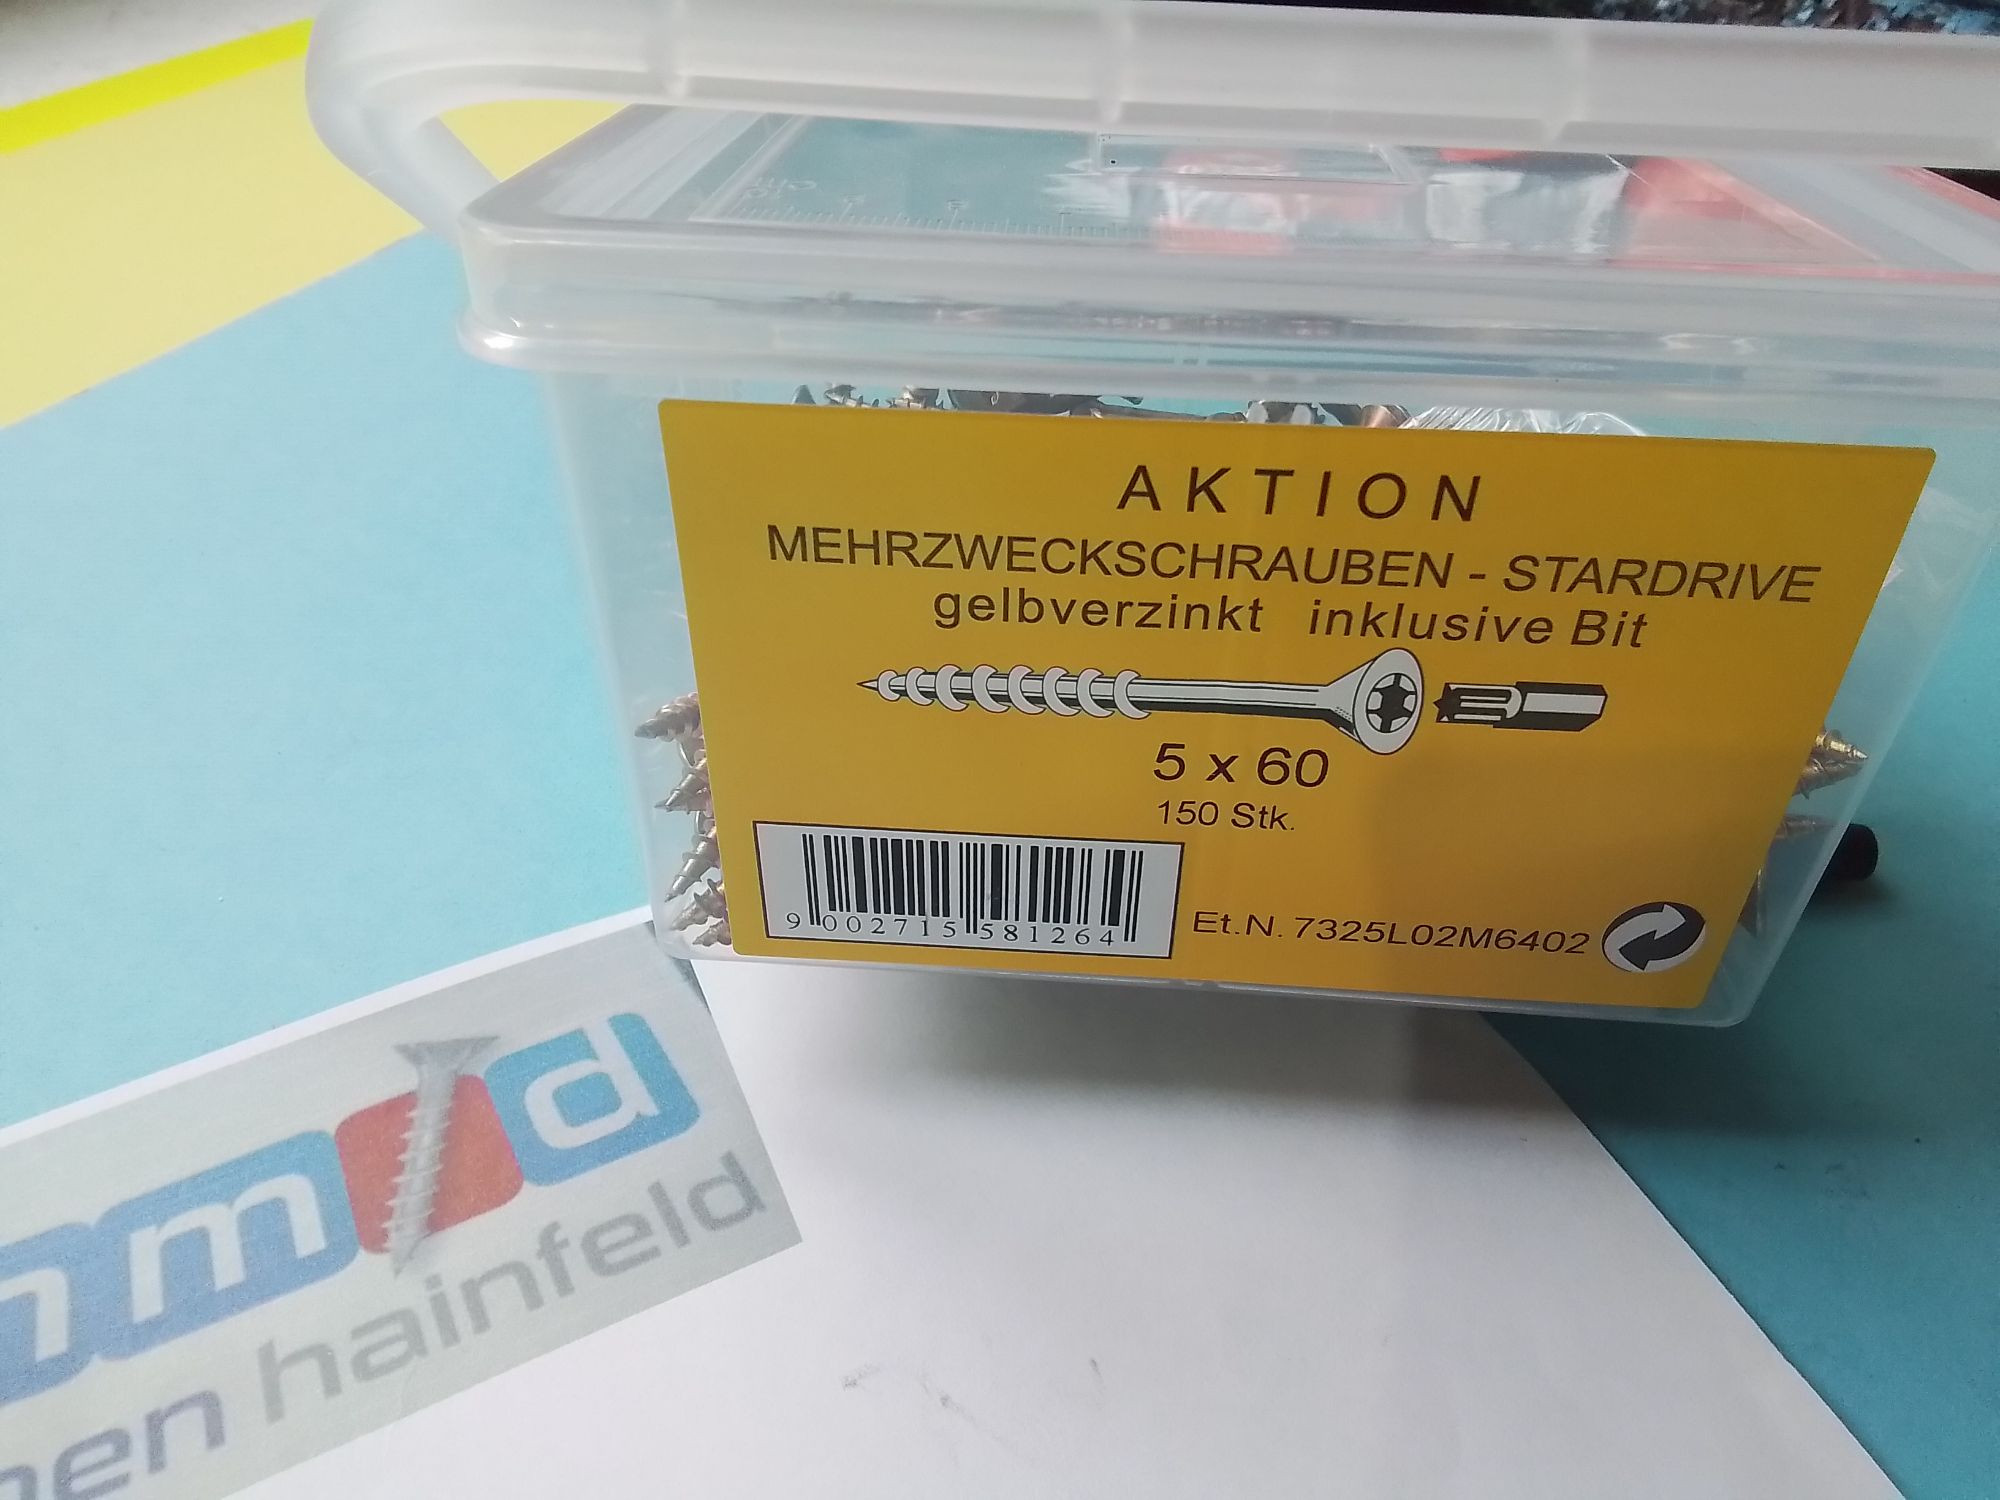 AKTION
MEHRZWECKSCHRAUBEN - STARDRIVE
gelbverzinkt inklusive Bit
5 x 60
150 Stk.
9 002715 581264
Et.N. 7325L02M6402
hainfeld